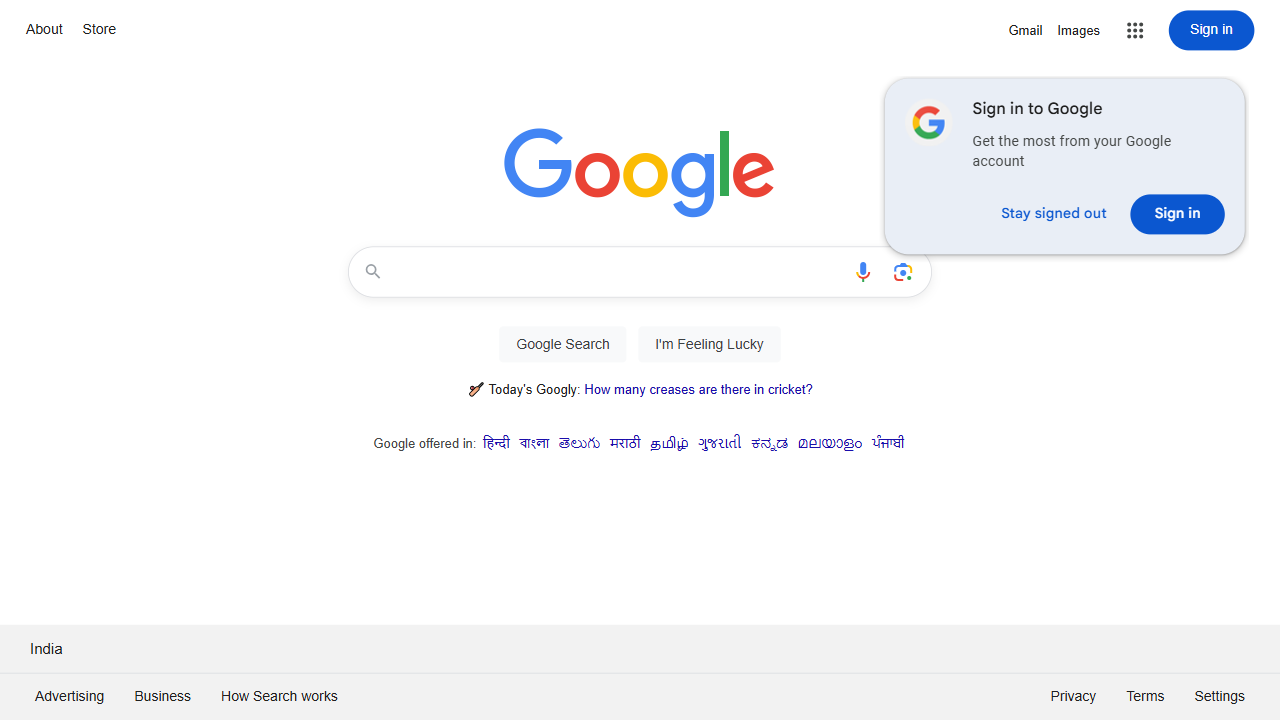 About Store
Gmail Images Sign in
Sign in to Google
Get the most from your Google
account
Stay signed out Sign in
Google
Google Search I'm Feeling Lucky
Today's Googly: How many creases are there in cricket?
Google offered in: हिन्दी বাংলা తెలుగు मराठी தமிழ் ગુજરાતી ಕನ್ನಡ മലയാളം ਪੰਜਾਬੀ
India
Advertising Business How Search works
Privacy Terms Settings